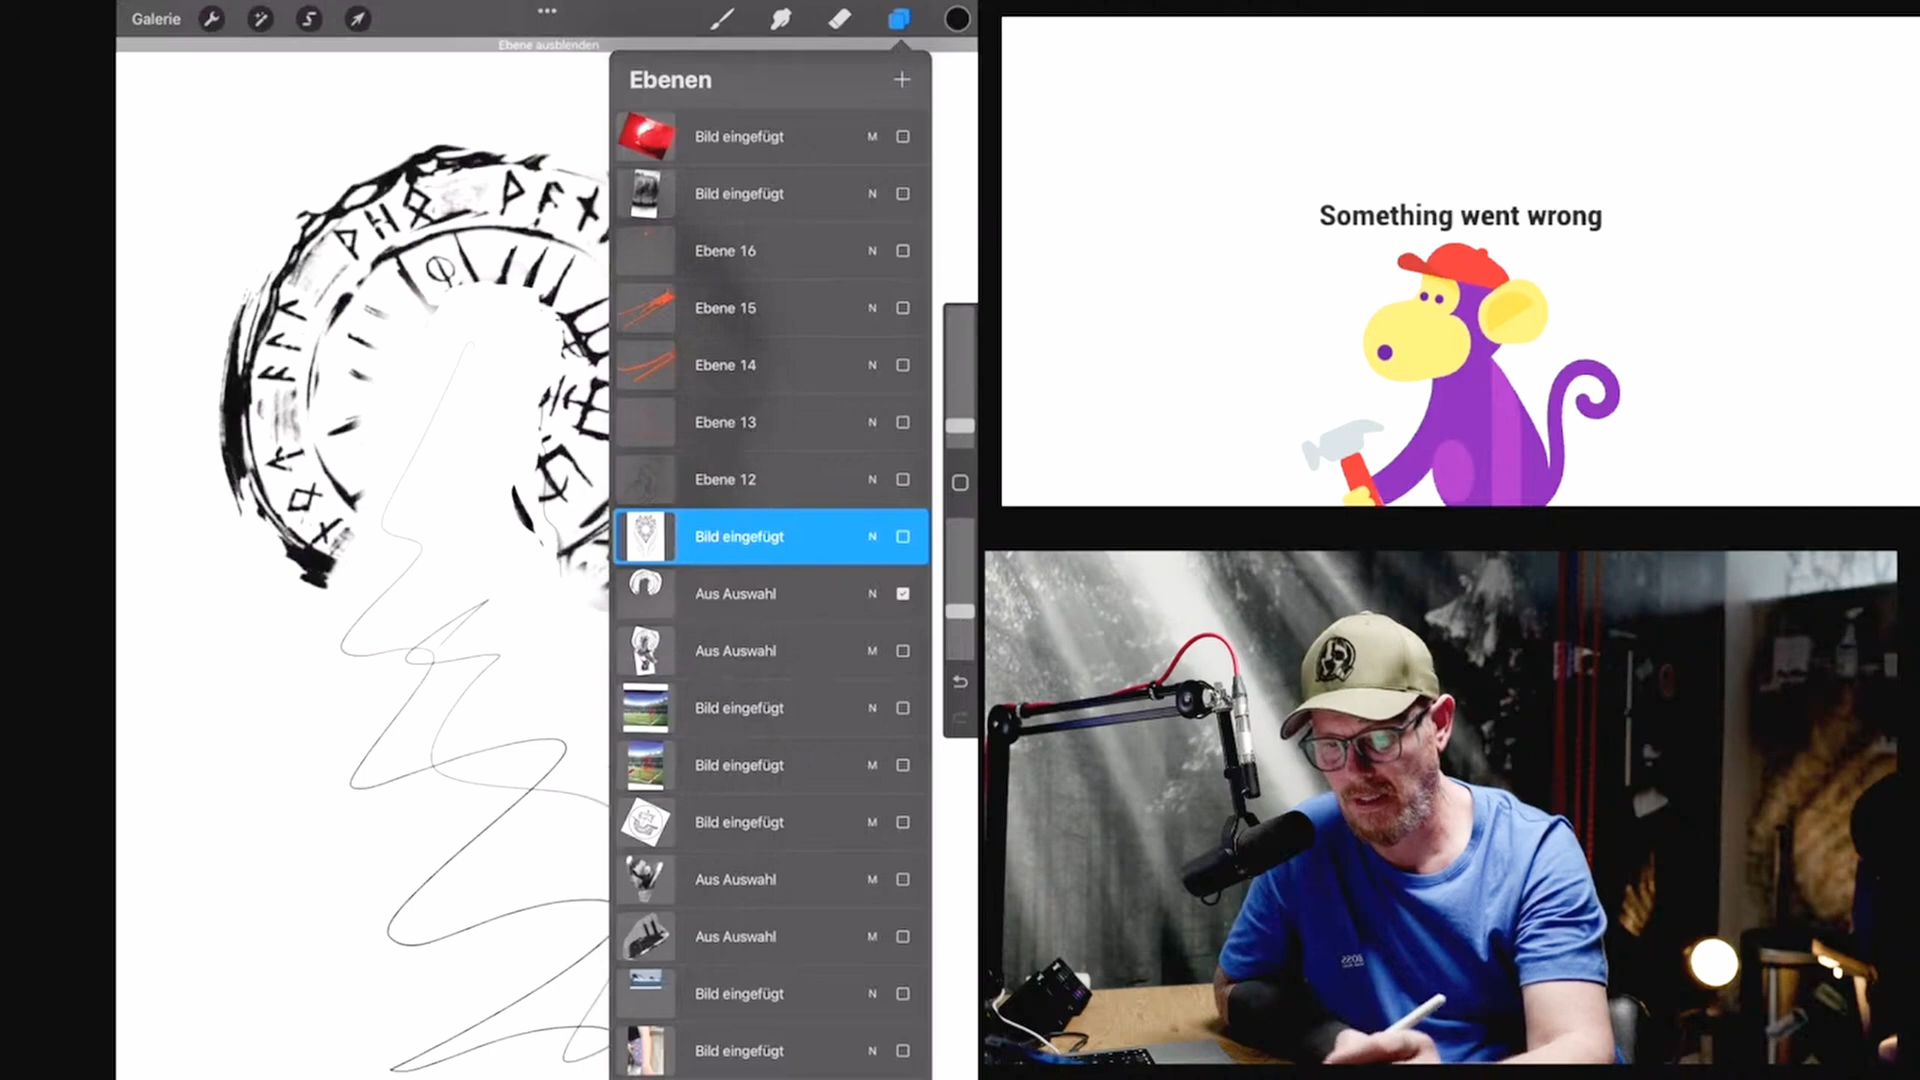 Galerie
Ebene ausblenden
Ebenen
Bild eingefügt M
Bild eingefügt N
Ebene 16 N
Ebene 15 N
Ebene 14 N
Ebene 13 N
Ebene 12 N
Bild eingefügt N
Aus Auswahl N
Aus Auswahl M
Bild eingefügt N
Bild eingefügt M
Bild eingefügt M
Aus Auswahl M
Aus Auswahl M
Bild eingefügt N
Bild eingefügt N
Something went wrong
BOSS